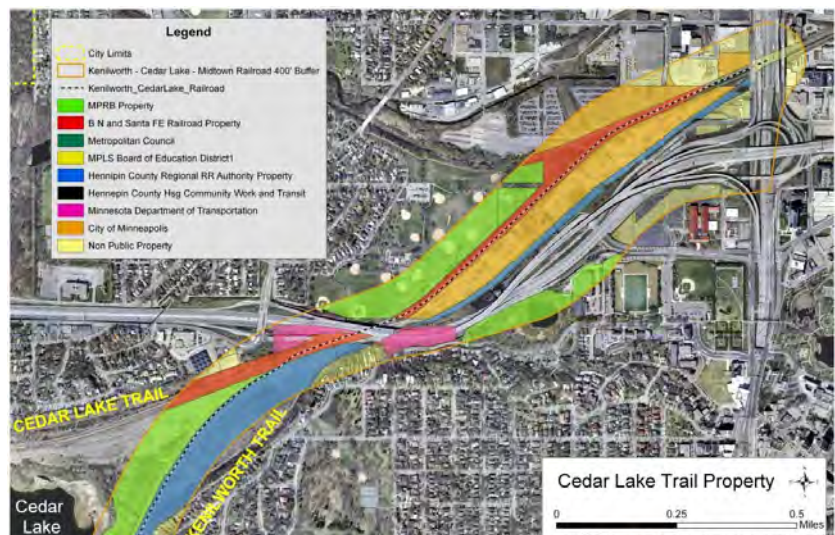 Legend
City Limits
Kenilworth - Cedar Lake - Midtown Railroad 400' Buffer
Kenilworth_CedarLake_Railroad
MPRB Property
B N and Santa FE Railroad Property
Metropolitan Council
MPLS Board of Education District1
Hennipin County Regional RR Authority Property
Hennepin County Hsg Community Work and Transit
Minnesota Department of Transportation
City of Minneapolis
Non Public Property
CEDAR LAKE TRAIL
KENILWORTH TRAIL
Cedar
Lake
Cedar Lake Trail Property
0 0.25 0.5
Miles